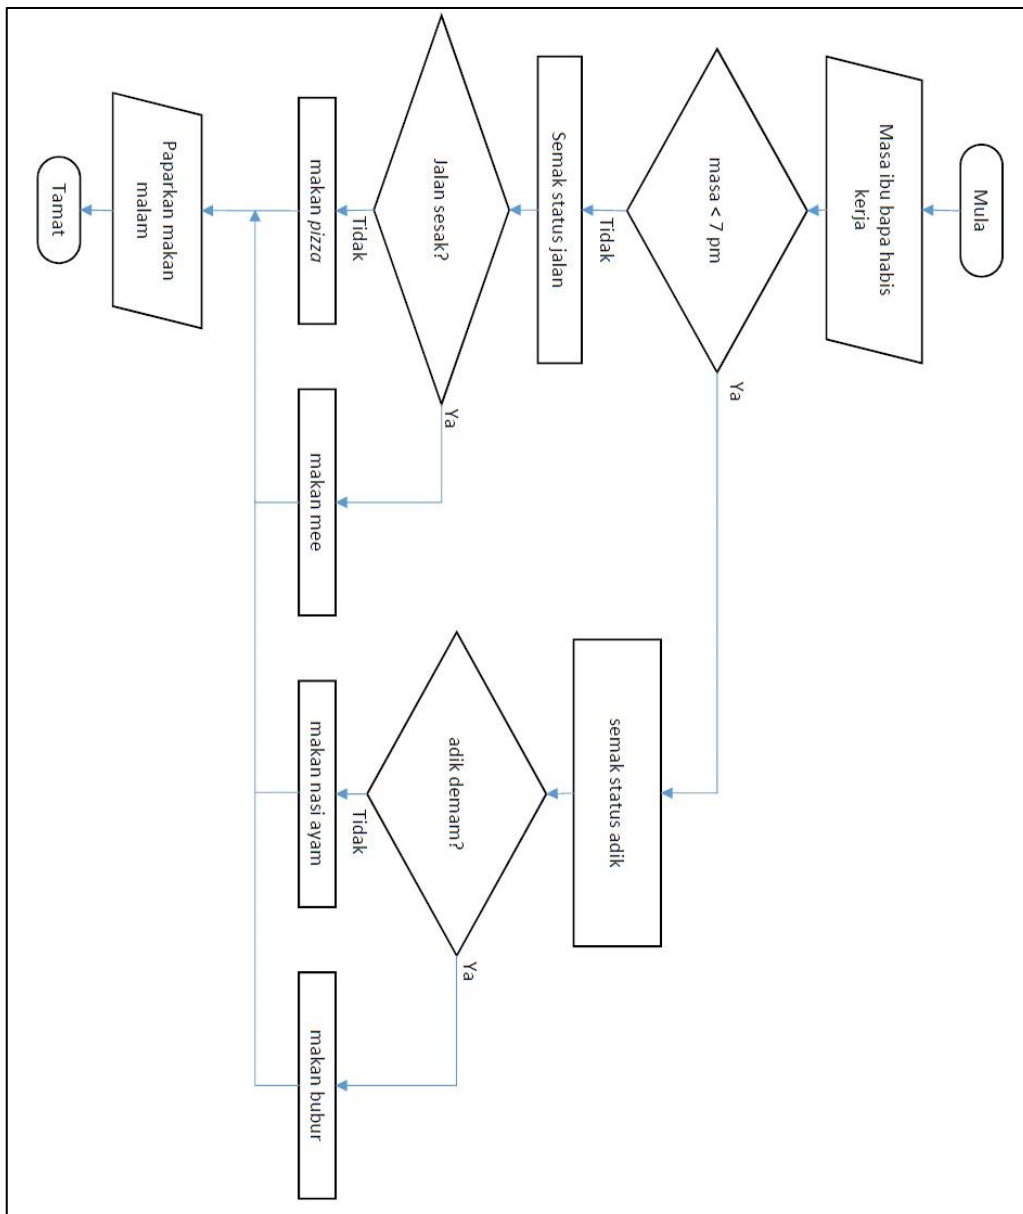 Mula
Masa ibu bapa habis
kerja
masa < 7 pm
Ya
Tidak
Semak status jalan
semak status adik
Jalan sesak?
Ya
Tidak
adik demam?
Ya
Tidak
makan pizza
makan mee
makan nasi ayam
makan bubur
Paparkan makan
malam
Tamat